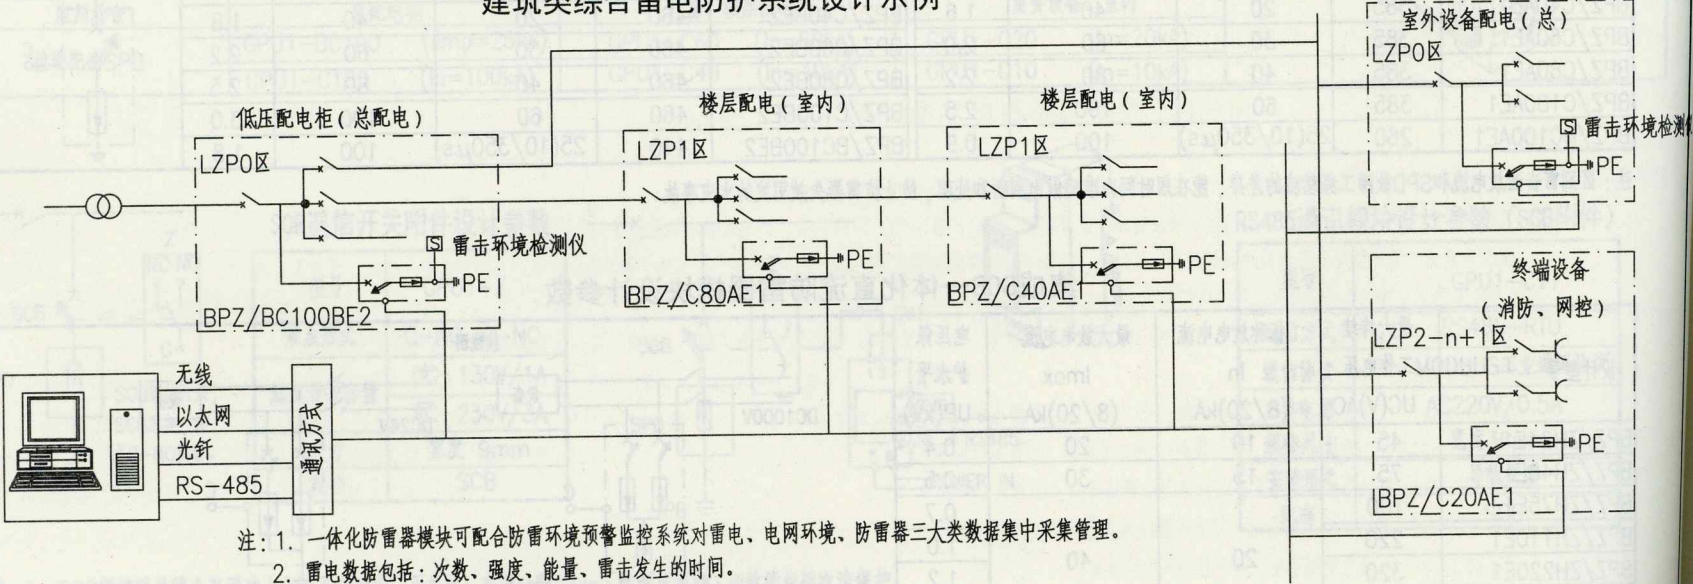 建筑类综合雷电防护系统设计示例
室外设备配电(总)
LZP0区
雷击环境检测仪
PE
低压配电柜(总配电)
LZP0区
雷击环境检测仪
PE
BPZ/BC100BE2
楼层配电(室内)
LZP1区
PE
BPZ/C80AE1
楼层配电(室内)
LZP1区
PE
BPZ/C40AE1
终端设备
(消防、网控)
LZP2-n+1区
PE
BPZ/C20AE1
无线
以太网
光钎
RS-485
通讯方式
注:1. 一体化防雷器模块可配合防雷环境预警监控系统对雷电、电网环境、防雷器三大类数据集中采集管理。
2. 雷电数据包括:次数、强度、能量、雷击发生的时间。